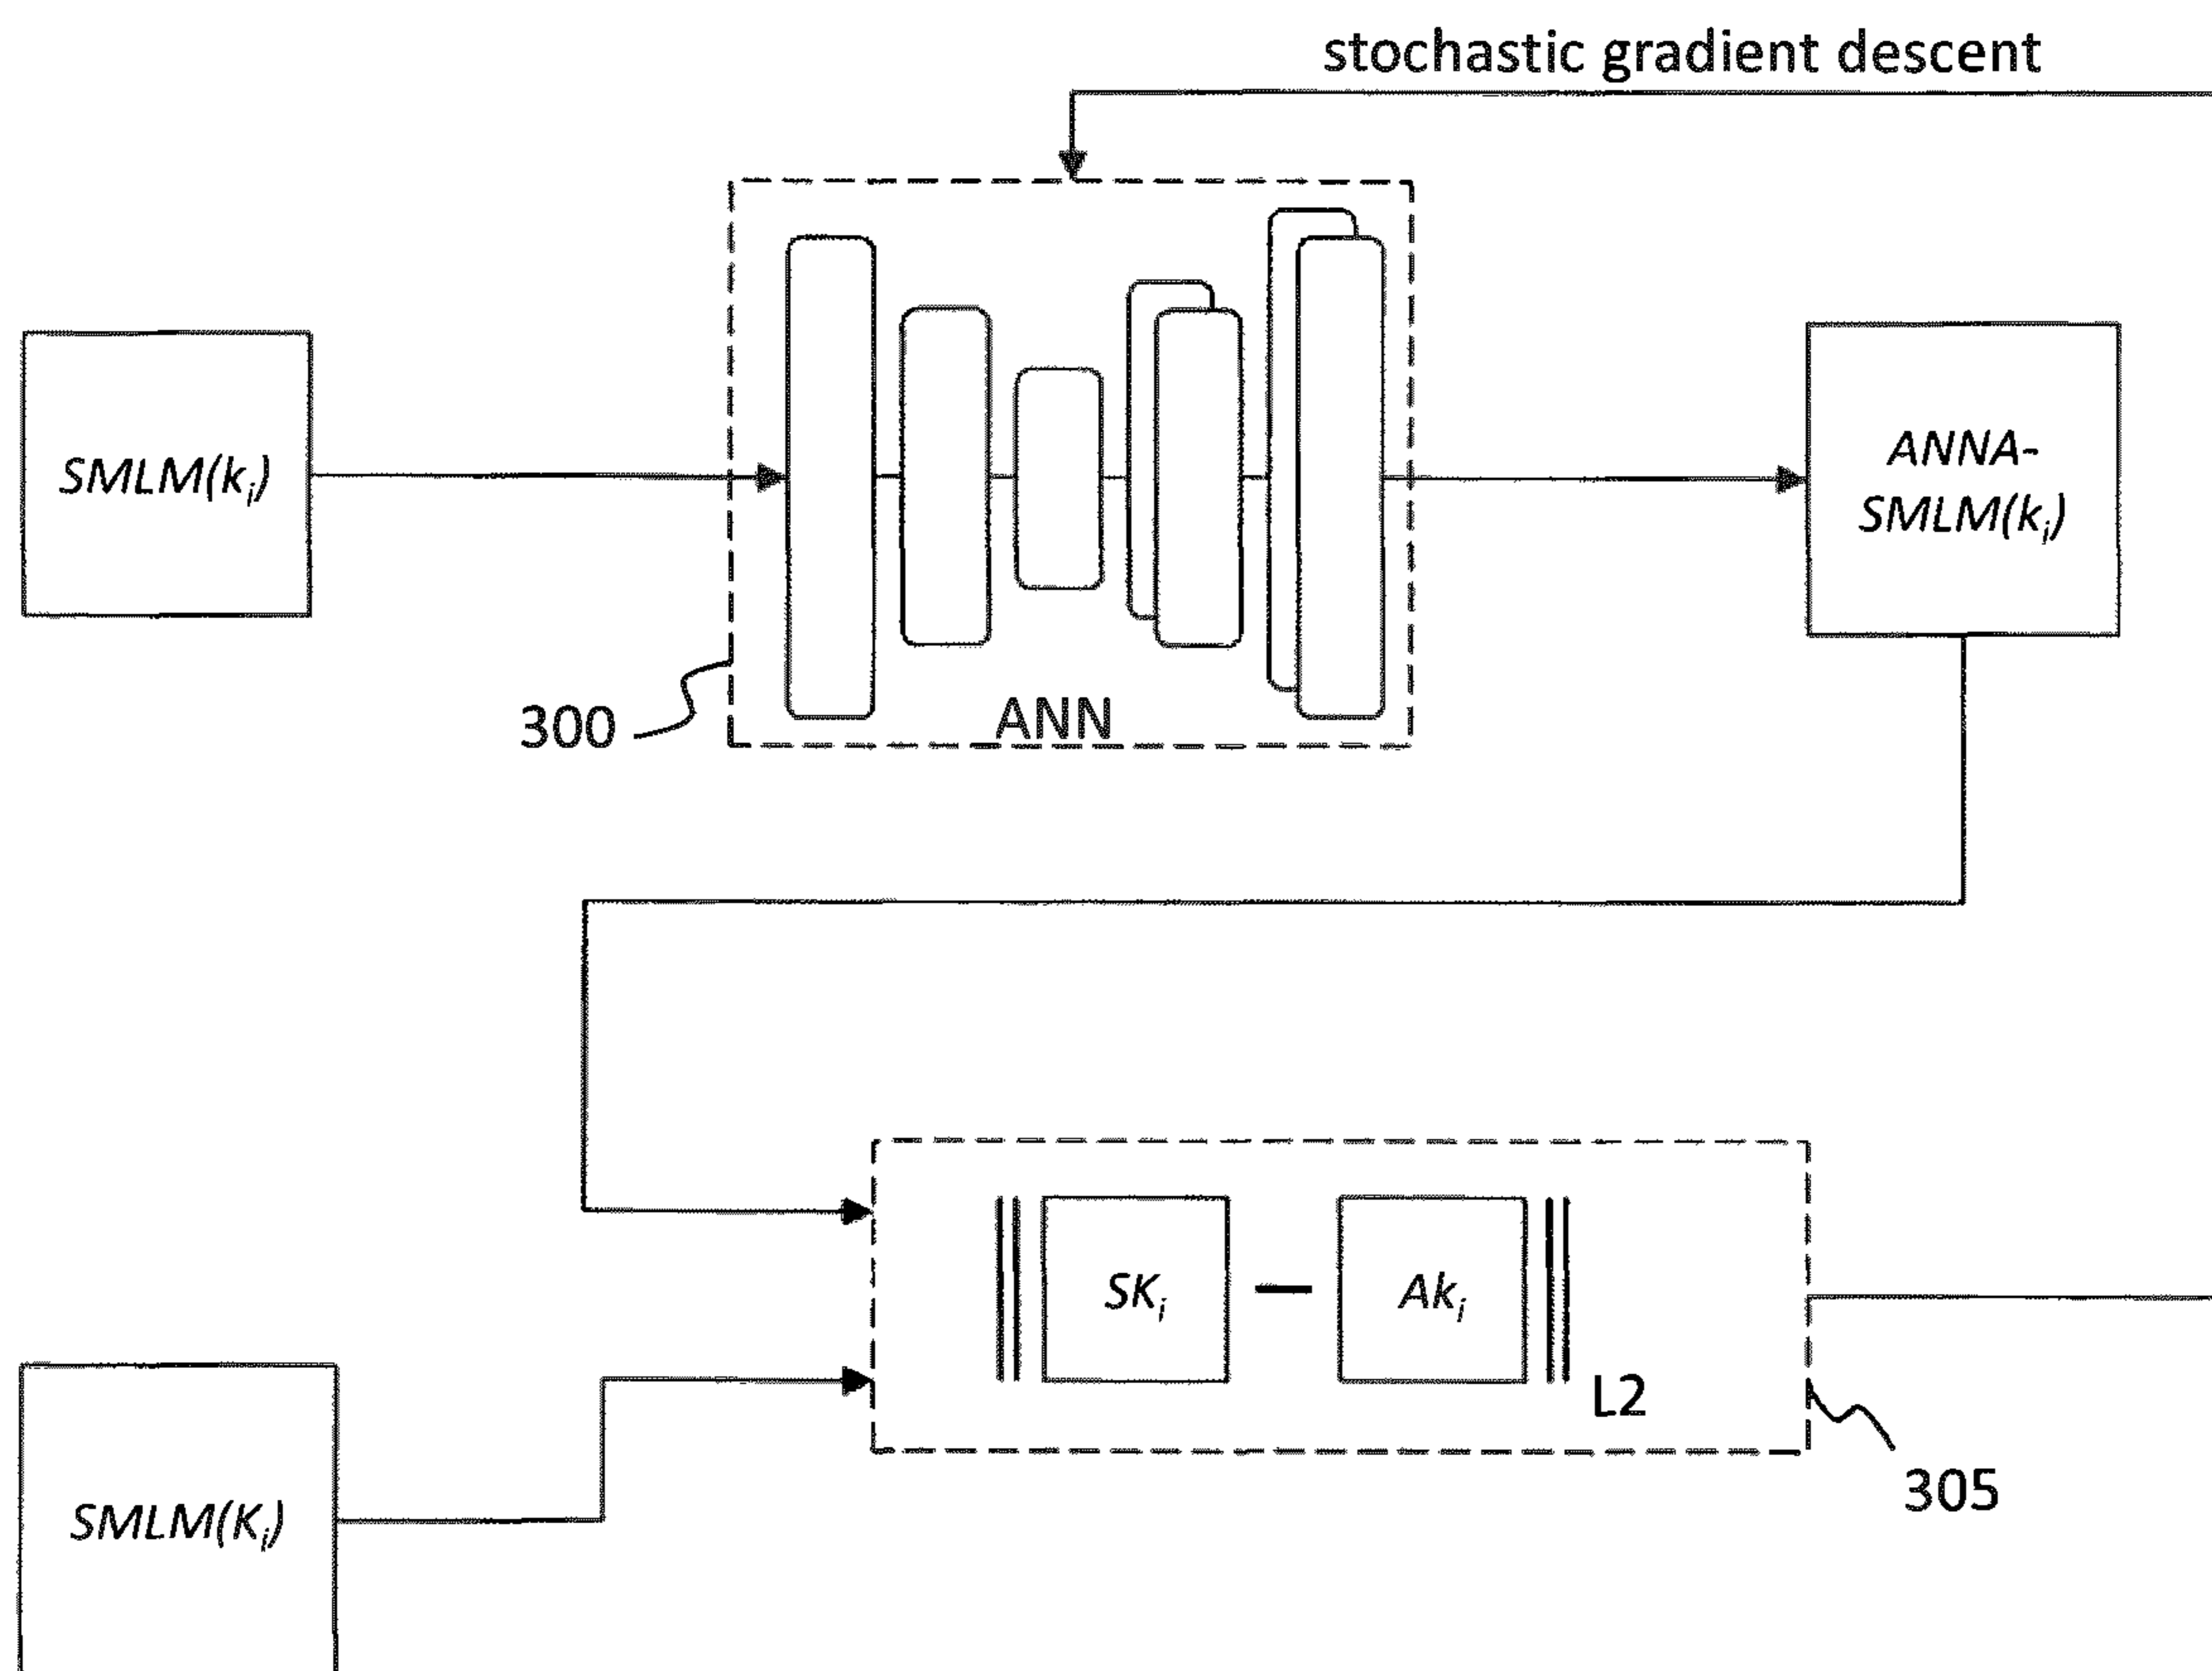 stochastic gradient descent
SMLM(kᵢ)
ANNA-
SMLM(kᵢ)
300
ANN
SKᵢ
Akᵢ
L2
305
SMLM(Kᵢ)